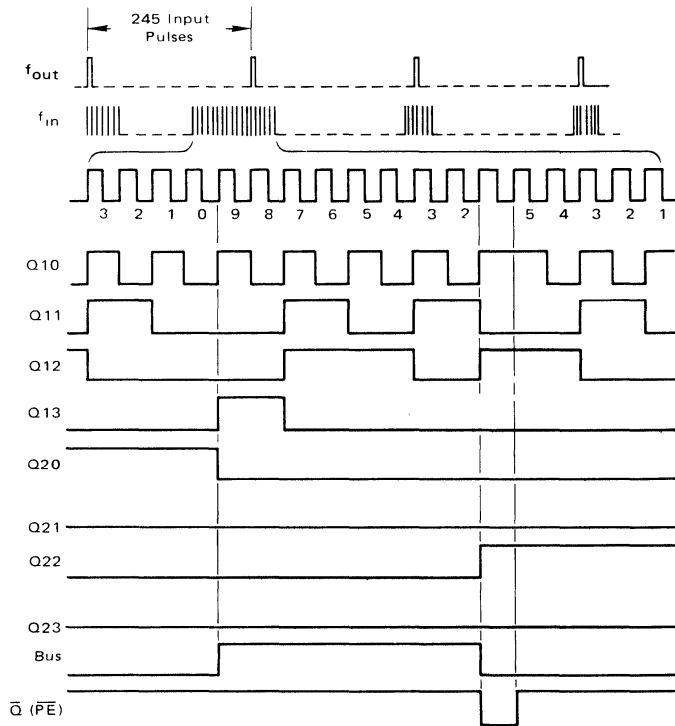 245 Input
Pulses
fout
fin
3 2 1 0 9 8 7 6 5 4 3 2 5 4 3 2 1
Q10
Q11
Q12
Q13
Q20
Q21
Q22
Q23
Bus
Q̅ (P̅E̅)